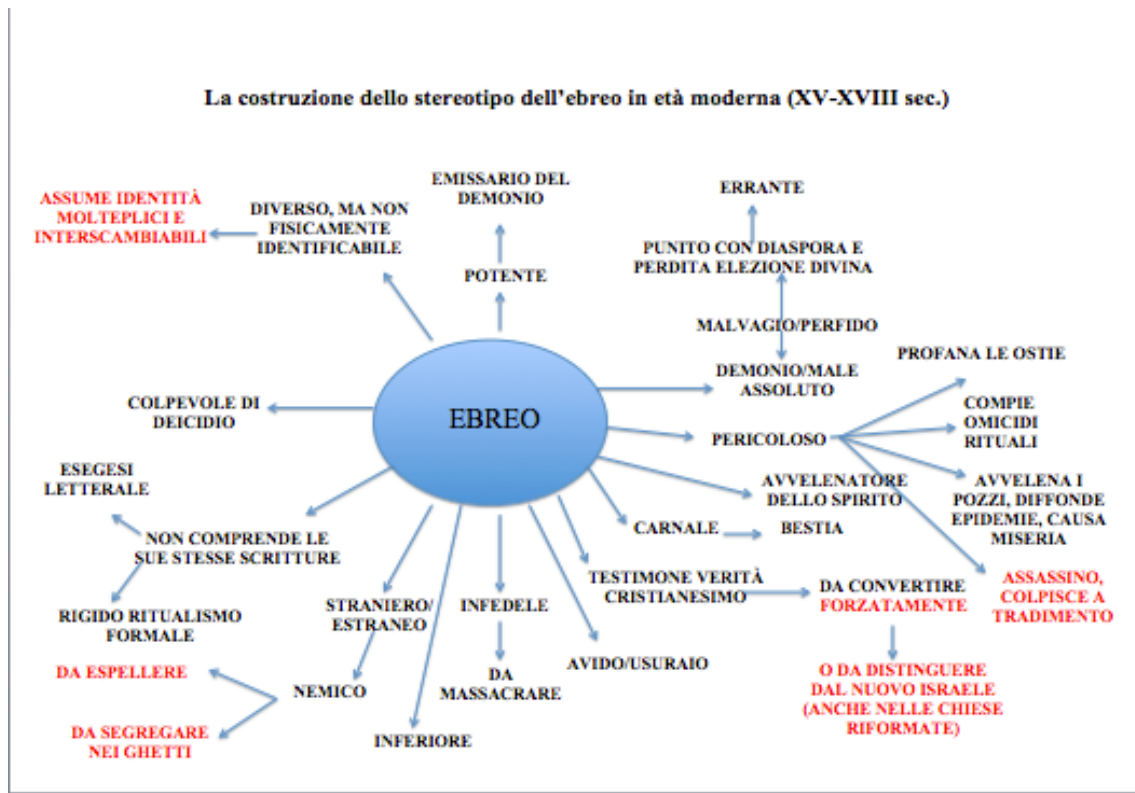 La costruzione dello stereotipo dell'ebreo in età moderna (XV-XVIII sec.)
ASSUME IDENTITÀ
MOLTEPLICI E
INTERSCAMBIABILI
DIVERSO, MA NON
FISICAMENTE
IDENTIFICABILE
EMISSARIO DEL
DEMONIO
POTENTE
ERRANTE
PUNITO CON DIASPORA E
PERDITA ELEZIONE DIVINA
MALVAGIO/PERFIDO
DEMONIO/MALE
ASSOLUTO
PROFANA LE OSTIE
COLPEVOLE DI
DEICIDIO
EBREO
PERICOLOSO
COMPIE
OMICIDI
RITUALI
ESEGESI
LETTERALE
AVVELENATORE
DELLO SPIRITO
AVVELENA I
POZZI, DIFFONDE
EPIDEMIE, CAUSA
MISERIA
NON COMPRENDE LE
SUE STESSE SCRITTURE
CARNALE
BESTIA
RIGIDO RITUALISMO
FORMALE
STRANIERO/
ESTRANEO
INFEDELE
TESTIMONE VERITÀ
CRISTIANESIMO
DA CONVERTIRE
FORZATAMENTE
ASSASSINO,
COLPISCE A
TRADIMENTO
DA ESPELLERE
NEMICO
DA
MASSACRARE
AVIDO/USURAIO
O DA DISTINGUERE
DAL NUOVO ISRAELE
(ANCHE NELLE CHIESE
RIFORMATE)
DA SEGREGARE
NEI GHETTI
INFERIORE